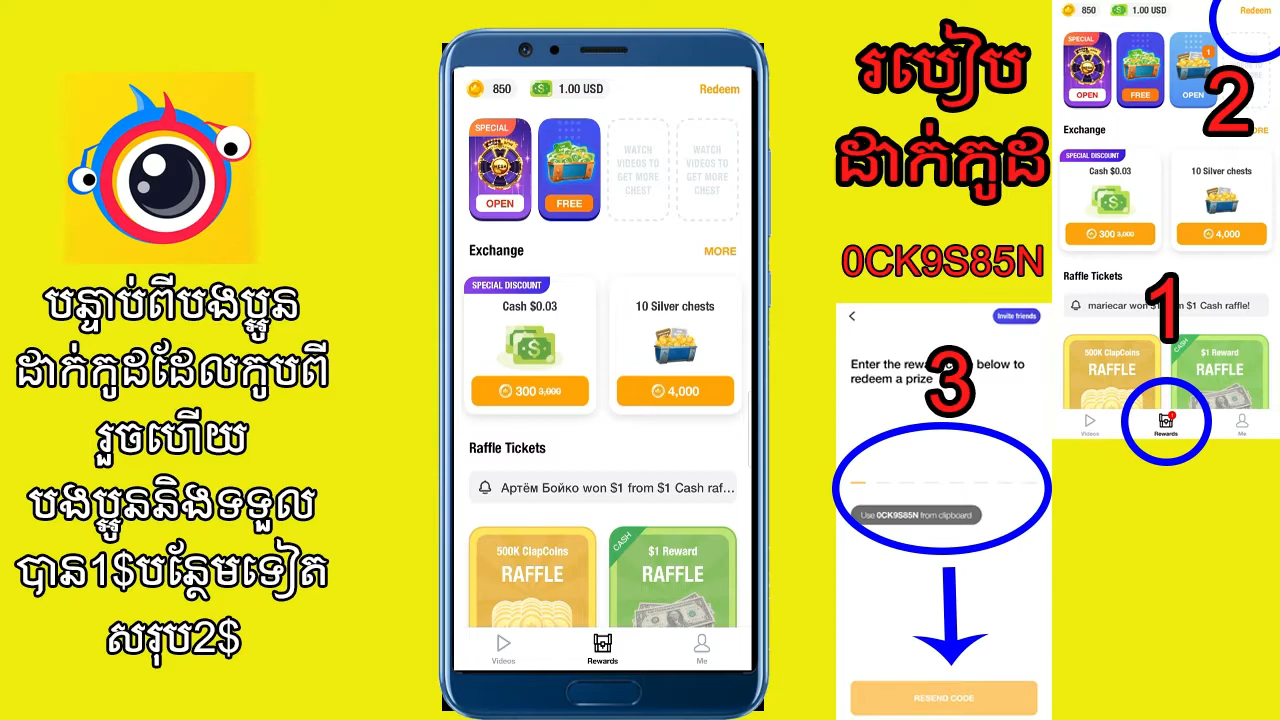 បន្ទាប់ពីបងប្អូន
ដាក់កូដដែលកូបពី
រួចហើយ
បងប្អូននិងទទួល
បាន1$បន្ថែមទៀត
សរុប2$
850
1.00 USD
Redeem
SPECIAL
OPEN
FREE
WATCH
VIDEOS TO
GET MORE
CHEST
WATCH
VIDEOS TO
GET MORE
CHEST
Exchange
MORE
SPECIAL DISCOUNT
Cash $0.03
10 Silver chests
300 3,000
4,000
Raffle Tickets
Артём Бойко won $1 from $1 Cash raf...
500K ClapCoins
RAFFLE
CASH
$1 Reward
RAFFLE
Videos
Rewards
Me
របៀប
ដាក់កូដ
0CK9S85N
Invite friends
below to
redeem a prize
3
Use 0CK9S85N from clipboard
RESEND CODE
850
1.00 USD
Redeem
SPECIAL
OPEN
FREE
1
OPEN
2
Exchange
SPECIAL DISCOUNT
Cash $0.03
10 Silver chests
300 3,000
4,000
Raffle Tickets
mariecar won
$1 Cash raffle!
1
500K ClapCoins
RAFFLE
CASH
$1 Reward
RAFFLE
Videos
Rewards
Me